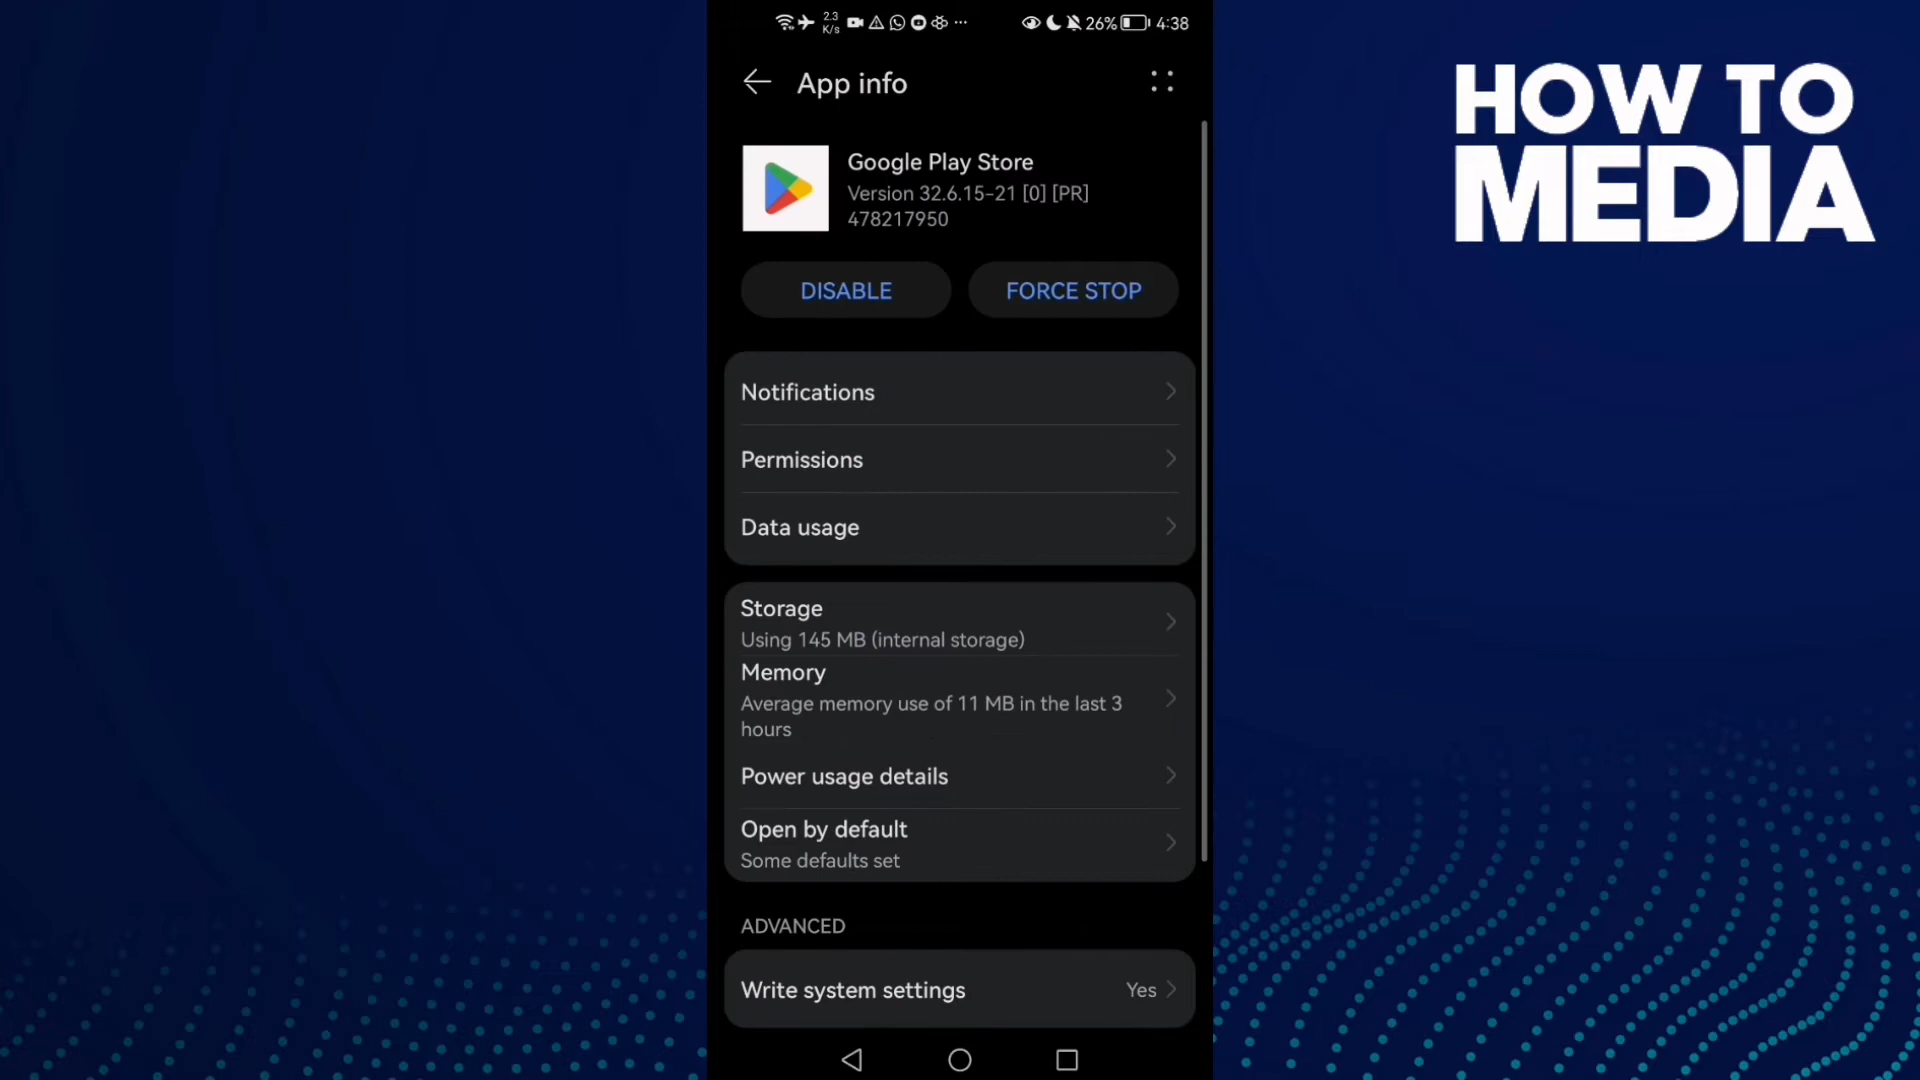 2.3
K/s
26%
4:38
App info
HOW TO
MEDIA
Google Play Store
Version 32.6.15-21 [0] [PR]
478217950
DISABLE
FORCE STOP
Notifications
Permissions
Data usage
Storage
Using 145 MB (internal storage)
Memory
Average memory use of 11 MB in the last 3
hours
Power usage details
Open by default
Some defaults set
ADVANCED
Write system settings
Yes